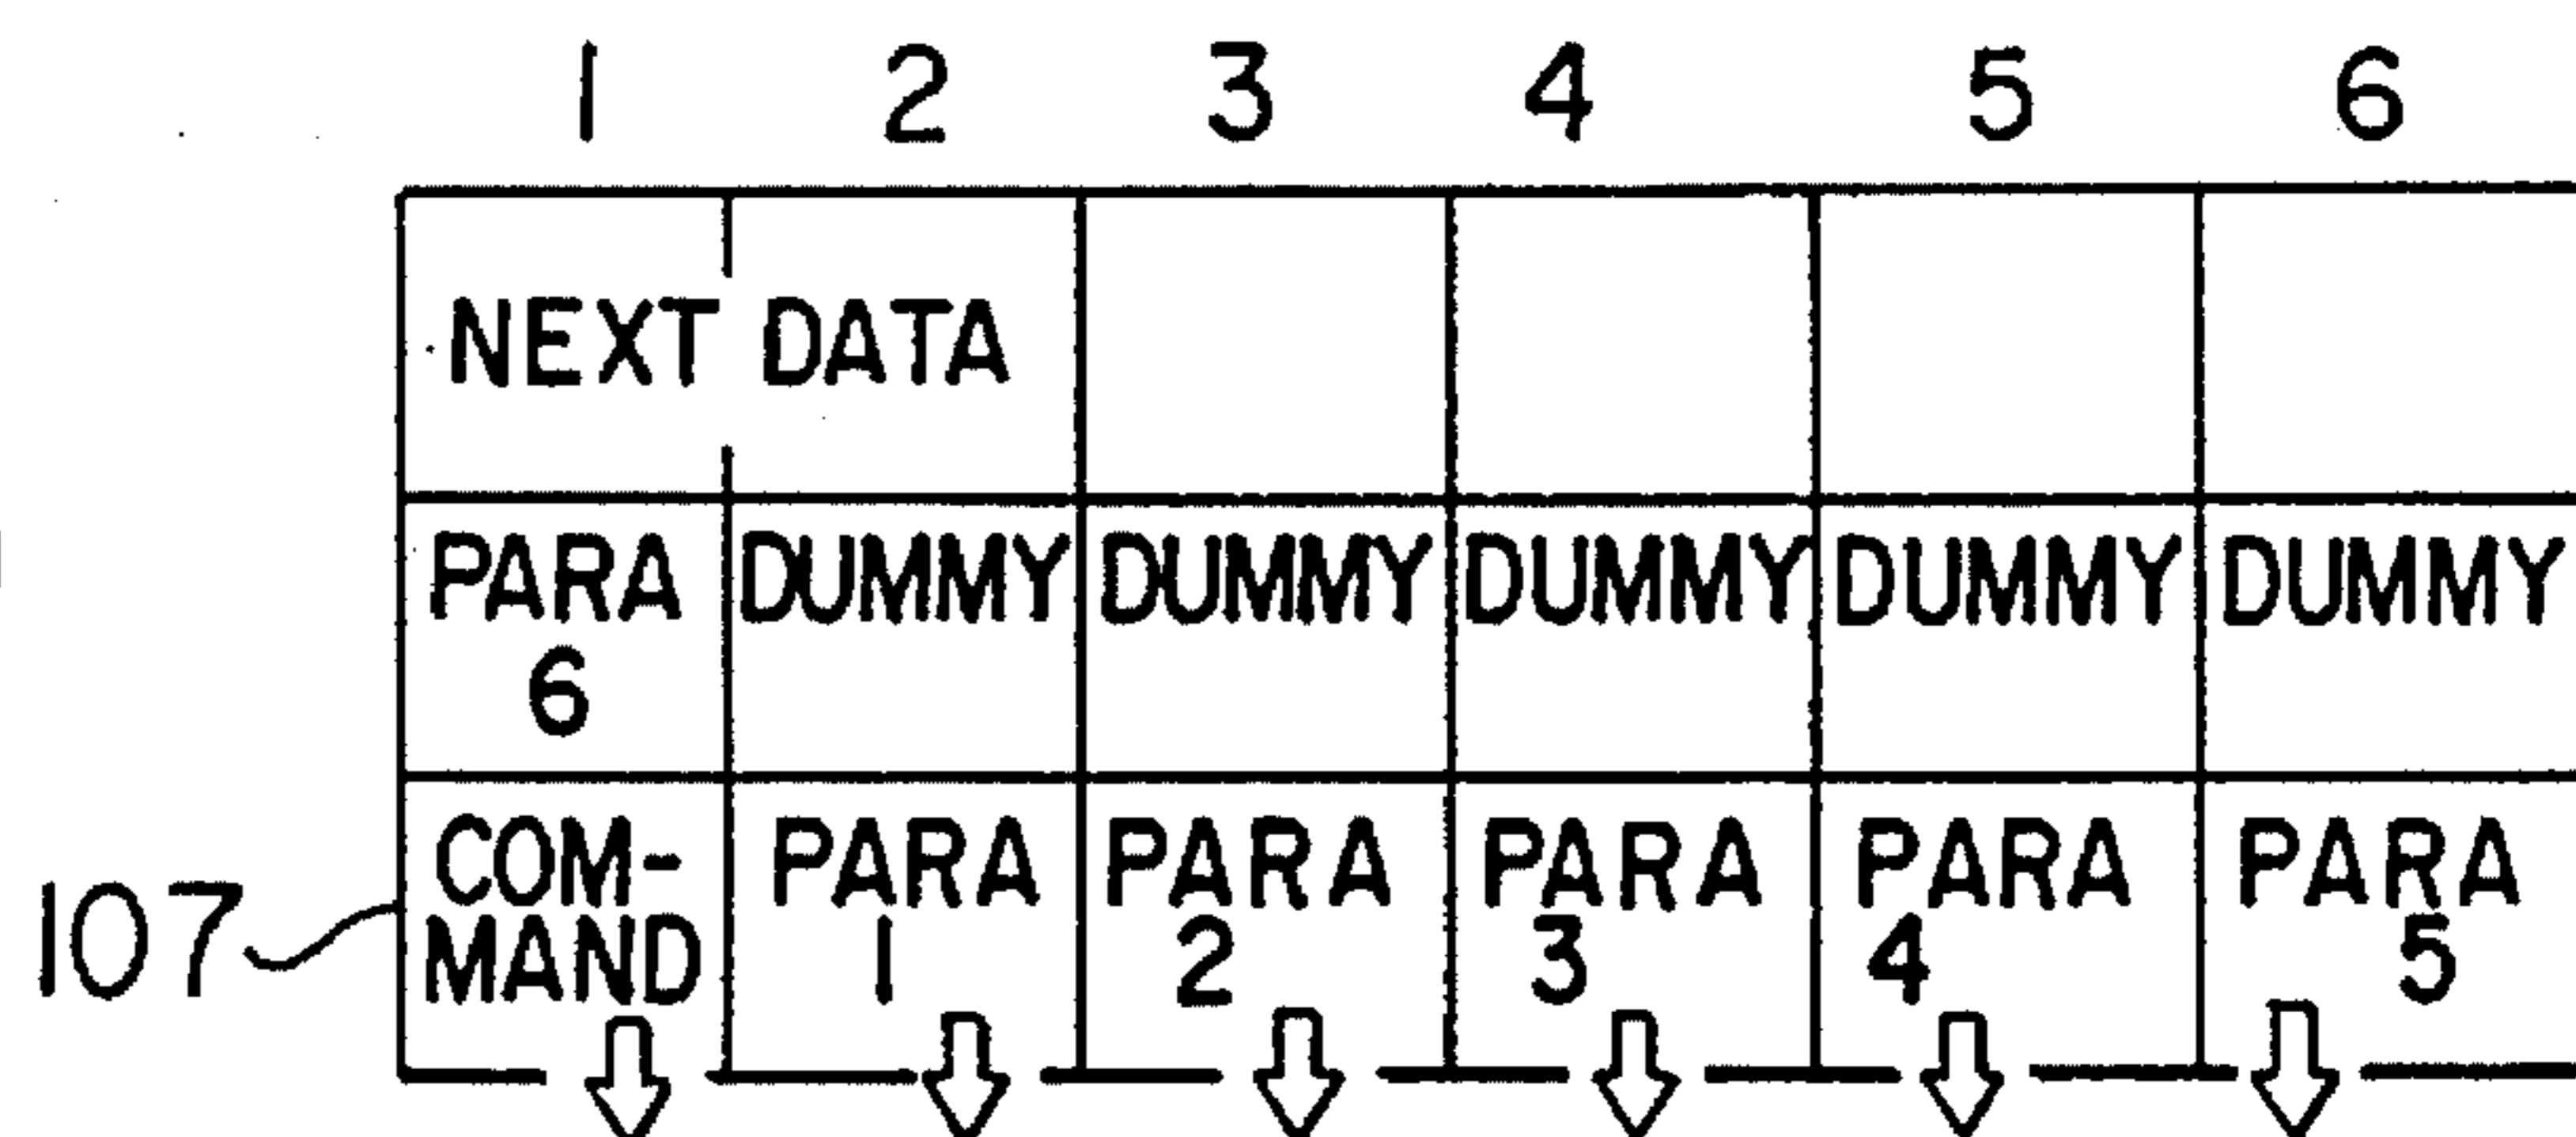 1 2 3 4 5 6
NEXT DATA
PARA DUMMY DUMMY DUMMY DUMMY DUMMY
6
COM- PARA PARA PARA PARA PARA
107 MAND 1 2 3 4 5